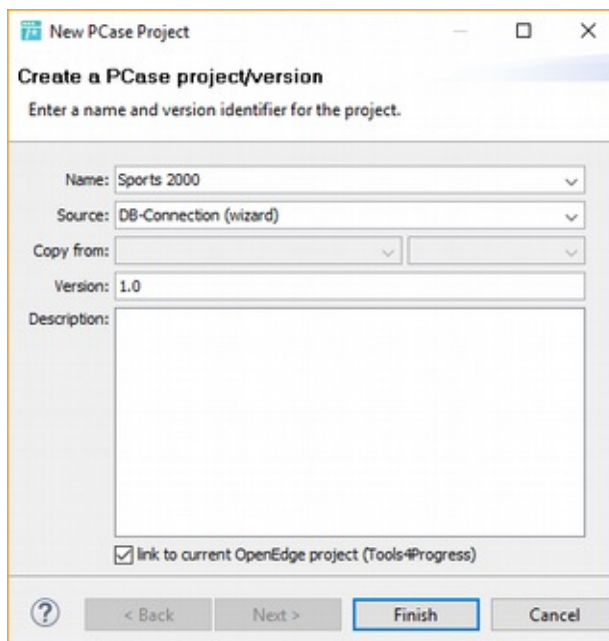 New PCase Project
Create a PCase project/version
Enter a name and version identifier for the project.
Name: Sports 2000
Source: DB-Connection (wizard)
Copy from:
Version: 1.0
Description:
link to current OpenEdge project (Tools4Progress)
? < Back Next > Finish Cancel